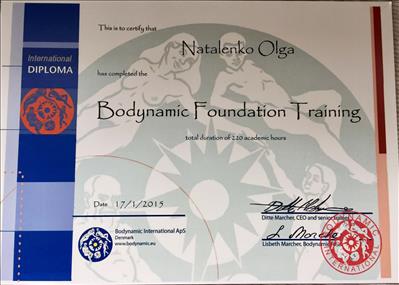 This is to certify that
International
DIPLOMA
Natalenko Olga
has completed the
Bodynamic Foundation Training
total duration of 220 academic hours
Date 17/1/2015
Bodynamic International ApS
Denmark
www.bodynamic.eu
Ditte Marcher, CEO and senior trainer
Lisbeth Marcher, Bodynamic
BODYNAMIC
INTERNATIONAL